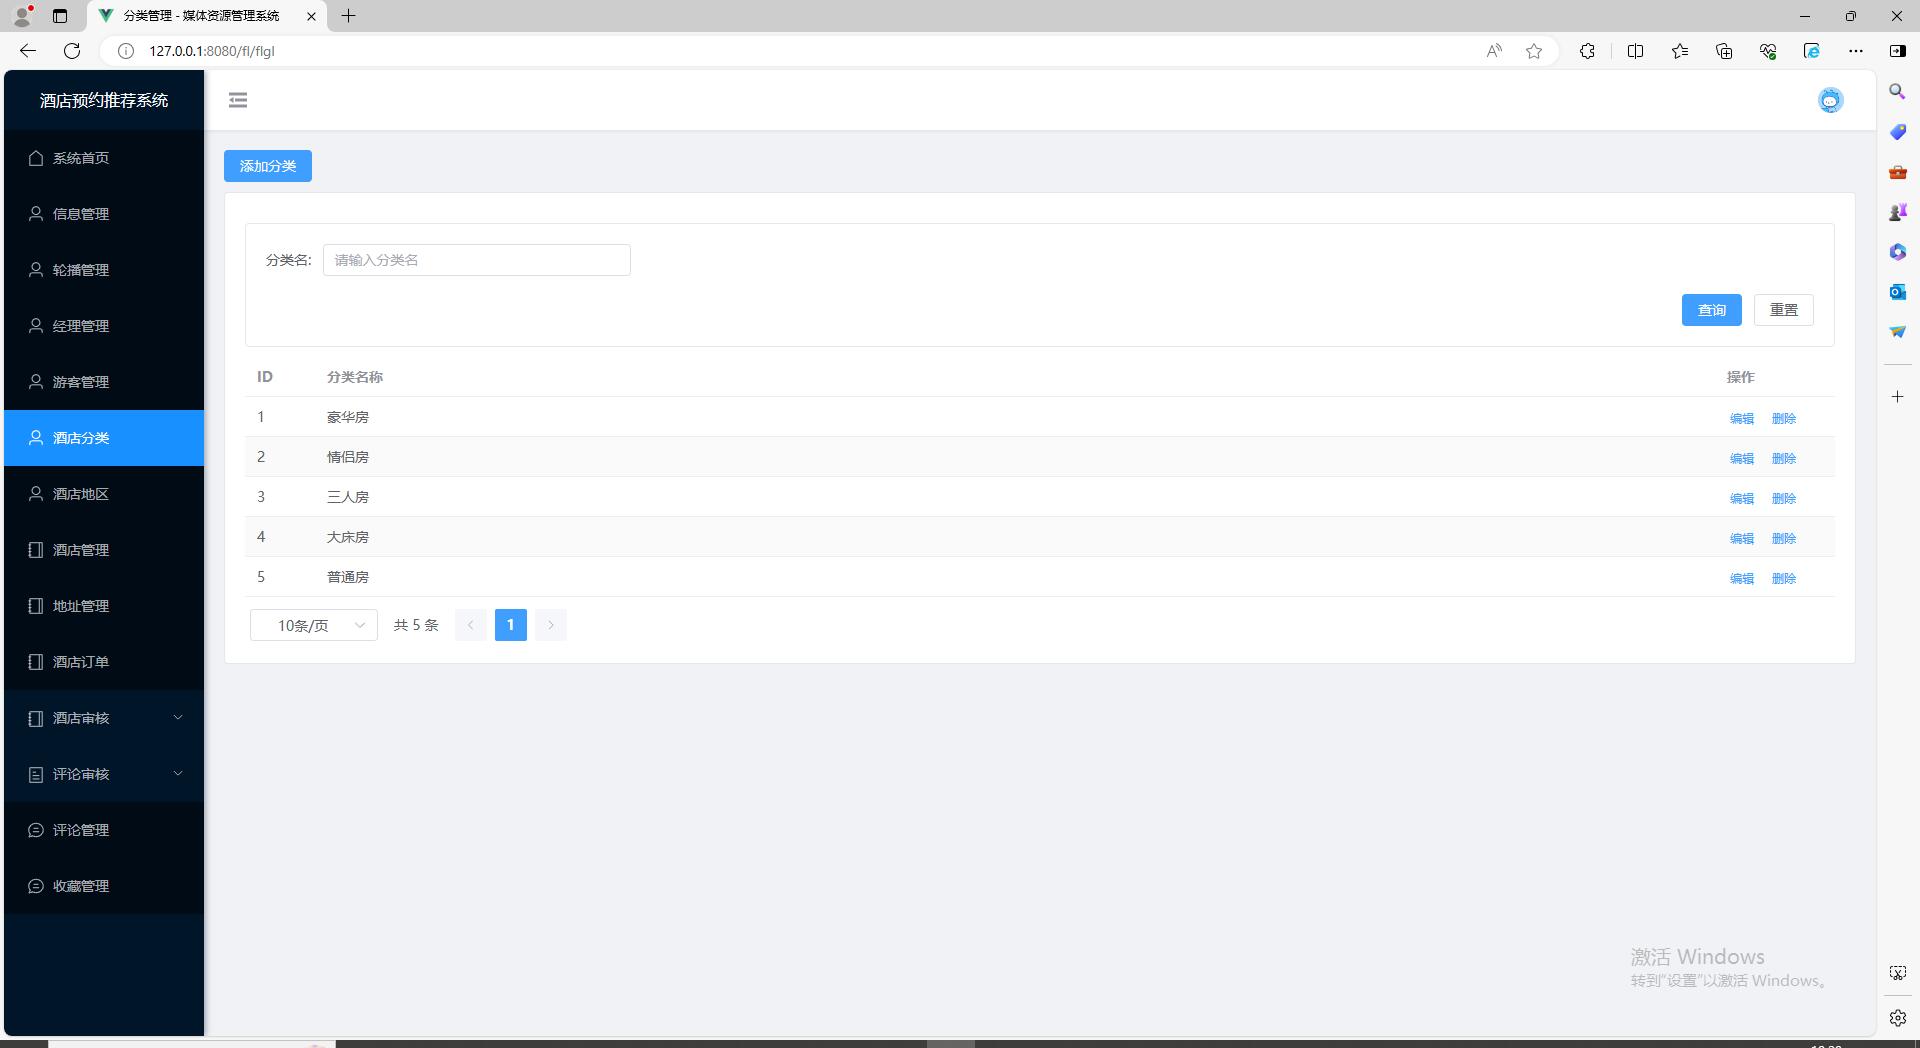 分类管理 - 媒体资源管理系统
127.0.0.1:8080/fl/flgl
酒店预约推荐系统
系统首页
信息管理
轮播管理
经理管理
游客管理
酒店分类
酒店地区
酒店管理
地址管理
酒店订单
酒店审核
评论审核
评论管理
收藏管理
添加分类
分类名: 请输入分类名
查询 重置
ID 分类名称 操作
1 豪华房 编辑 删除
2 情侣房 编辑 删除
3 三人房 编辑 删除
4 大床房 编辑 删除
5 普通房 编辑 删除
10条/页 共 5 条 1
激活 Windows
转到"设置"以激活 Windows。